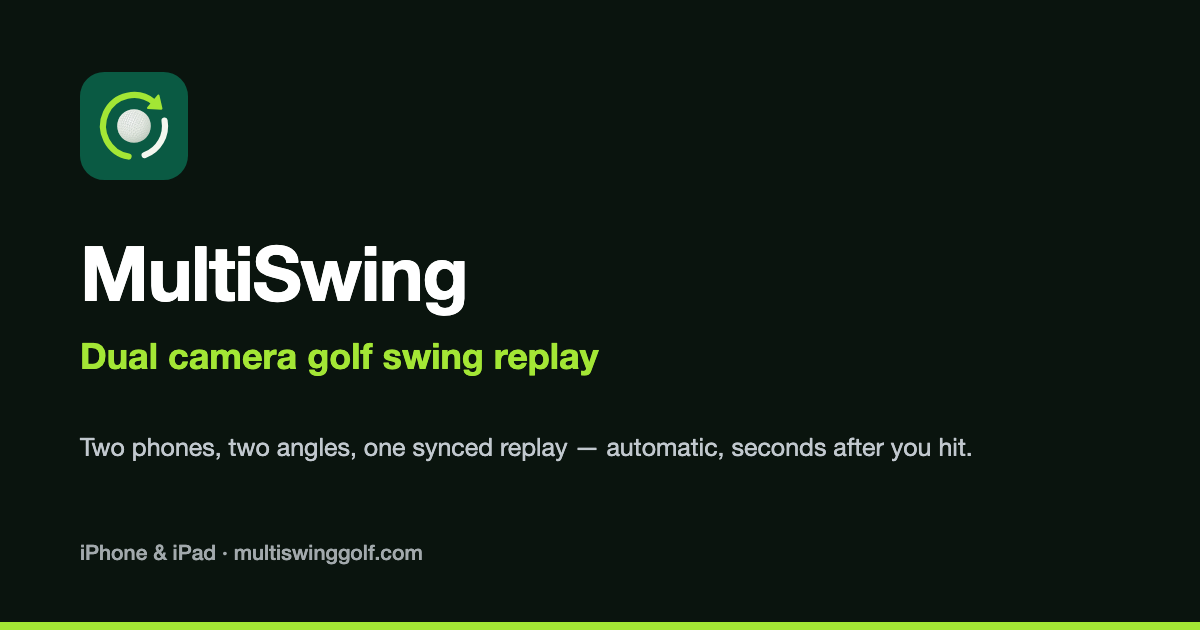 MultiSwing
Dual camera golf swing replay
Two phones, two angles, one synced replay — automatic, seconds after you hit.
iPhone & iPad · multiswinggolf.com